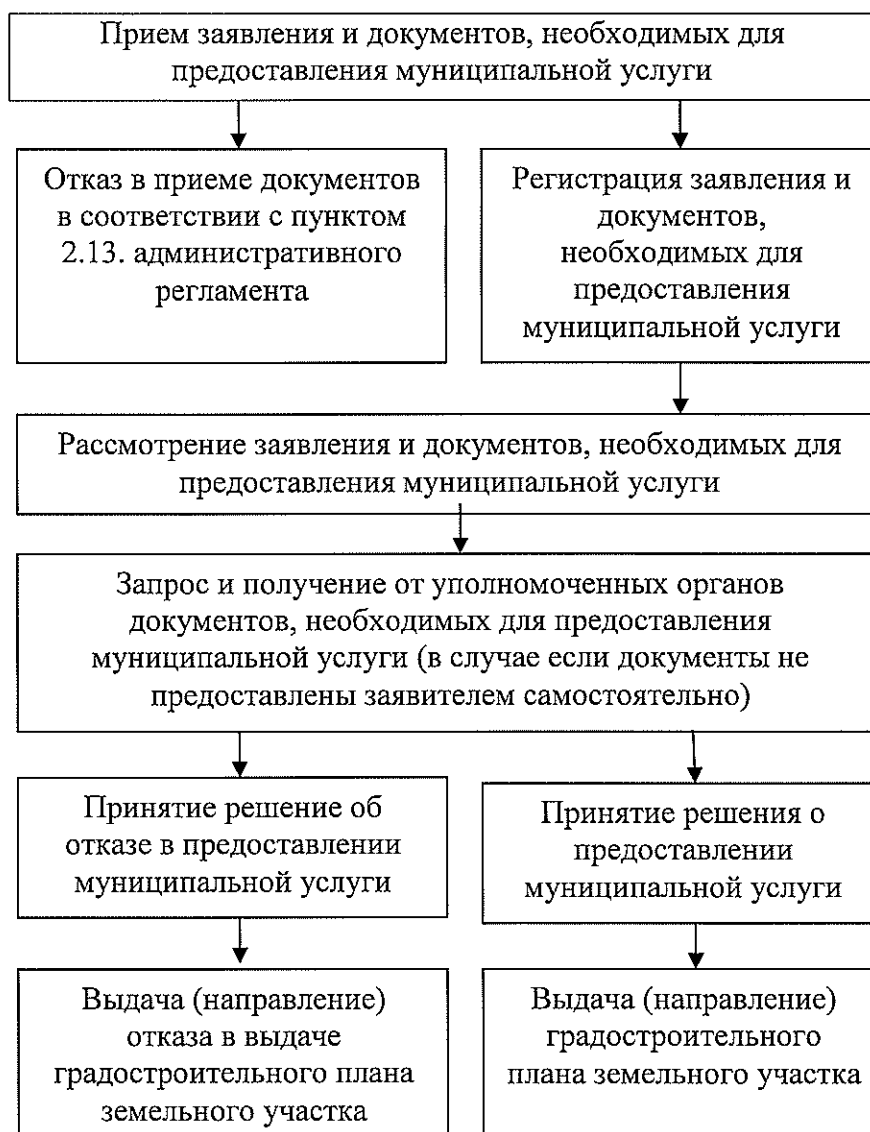 Прием заявления и документов, необходимых для
предоставления муниципальной услуги
Отказ в приеме документов
в соответствии с пунктом
2.13. административного
регламента
Регистрация заявления и
документов,
необходимых для
предоставления
муниципальной услуги
Рассмотрение заявления и документов, необходимых для
предоставления муниципальной услуги
Запрос и получение от уполномоченных органов
документов, необходимых для предоставления
муниципальной услуги (в случае если документы не
предоставлены заявителем самостоятельно)
Принятие решение об
отказе в предоставлении
муниципальной услуги
Принятие решения о
предоставлении
муниципальной услуги
Выдача (направление)
отказа в выдаче
градостроительного плана
земельного участка
Выдача (направление)
градостроительного
плана земельного участка